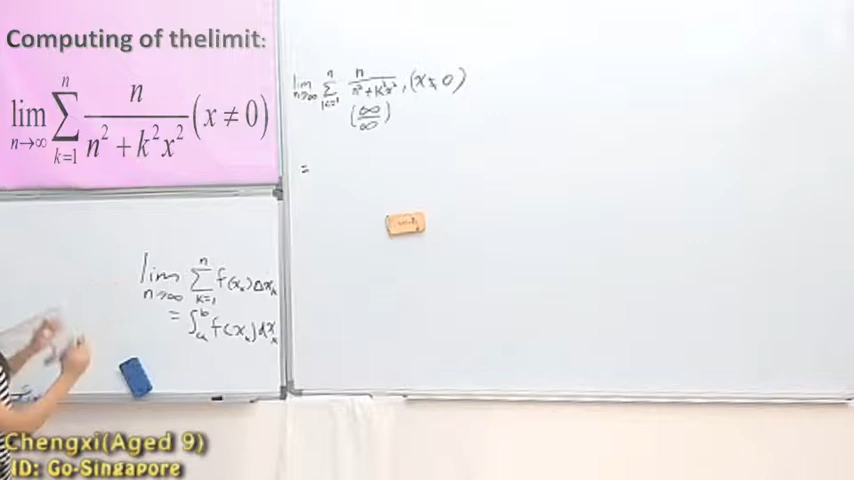 Computing of thelimit:
lim n→∞ ∑ k=1 n n / n² + k²x² (x ≠ 0)
lim n→∞ ∑ k=1 n n / n² + k²x² , (x ≠ 0)
(∞/∞)
=
lim n→∞ ∑ k=1 n f(xₖ)Δxₖ
= ∫ a b f(xₖ)dxₖ
Chengxi(Aged 9)
ID: Go-Singapore